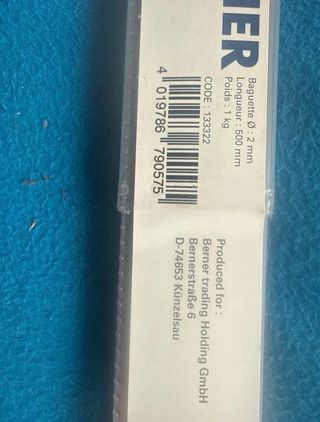 NER
Baguette Ø : 2 mm
Longueur : 500 mm
Poids : 1 kg
CODE : 133322
4 019786 790575
Produced for :
Berner trading Holding GmbH
Bernerstraße 6
D-74653 Künzelsau